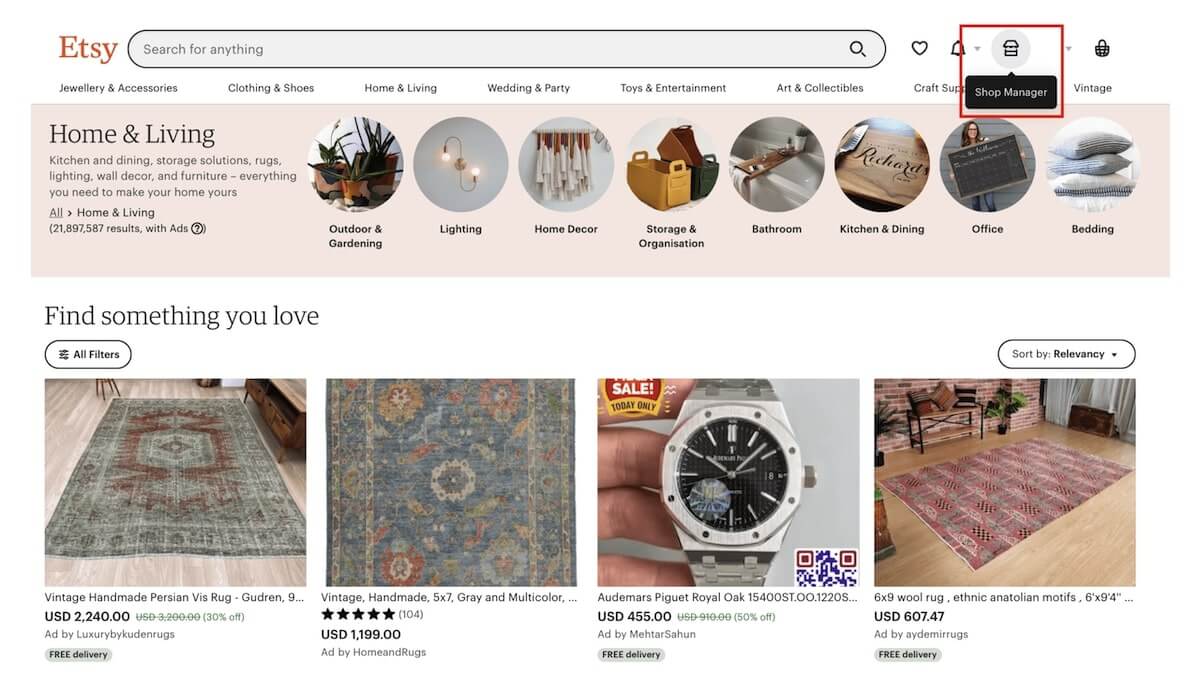 Etsy
Search for anything
Shop Manager
Jewellery & Accessories
Clothing & Shoes
Home & Living
Wedding & Party
Toys & Entertainment
Art & Collectibles
Craft Supp
Vintage
Home & Living
Kitchen and dining, storage solutions, rugs,
lighting, wall decor, and furniture – everything
you need to make your home yours
All > Home & Living
(21,897,587 results, with Ads ?)
Outdoor &
Gardening
Lighting
Home Decor
Storage &
Organisation
Bathroom
Richards
Kitchen & Dining
Office
Bedding
Find something you love
All Filters
Sort by: Relevancy
SALE!
TODAY ONLY
AUDEMARS PIGUET
8
Vintage Handmade Persian Vis Rug - Gudren, 9...
USD 2,240.00 USD 3,200.00 (30% off)
Ad by Luxurybykudenrugs
FREE delivery
Vintage, Handmade, 5x7, Gray and Multicolor, ...
(104)
USD 1,199.00
Ad by HomeandRugs
Audemars Piguet Royal Oak 15400ST.OO.1220S...
USD 455.00 USD 910.00 (50% off)
Ad by MehtarSahun
FREE delivery
6x9 wool rug , ethnic anatolian motifs , 6'x9'4'' ...
USD 607.47
Ad by aydemirrugs
FREE delivery